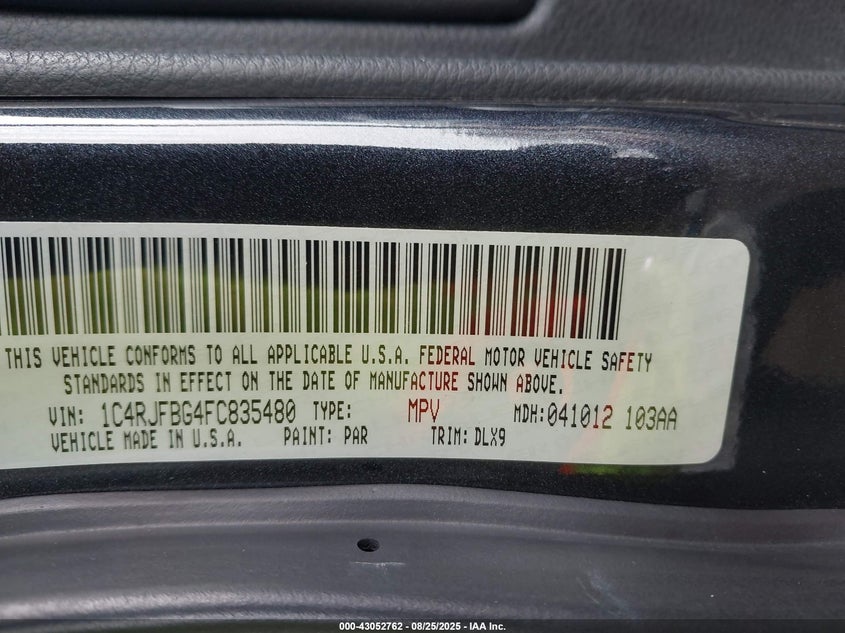 THIS VEHICLE CONFORMS TO ALL APPLICABLE U.S.A. FEDERAL MOTOR VEHICLE SAFETY
STANDARDS IN EFFECT ON THE DATE OF MANUFACTURE SHOWN ABOVE.
VIN: 1C4RJFBG4FC835480 TYPE: MPV MDH:041012 103AA
VEHICLE MADE IN U.S.A. PAINT: PAR TRIM: DLX9
000-43052762 - 08/25/2025 - IAA Inc.